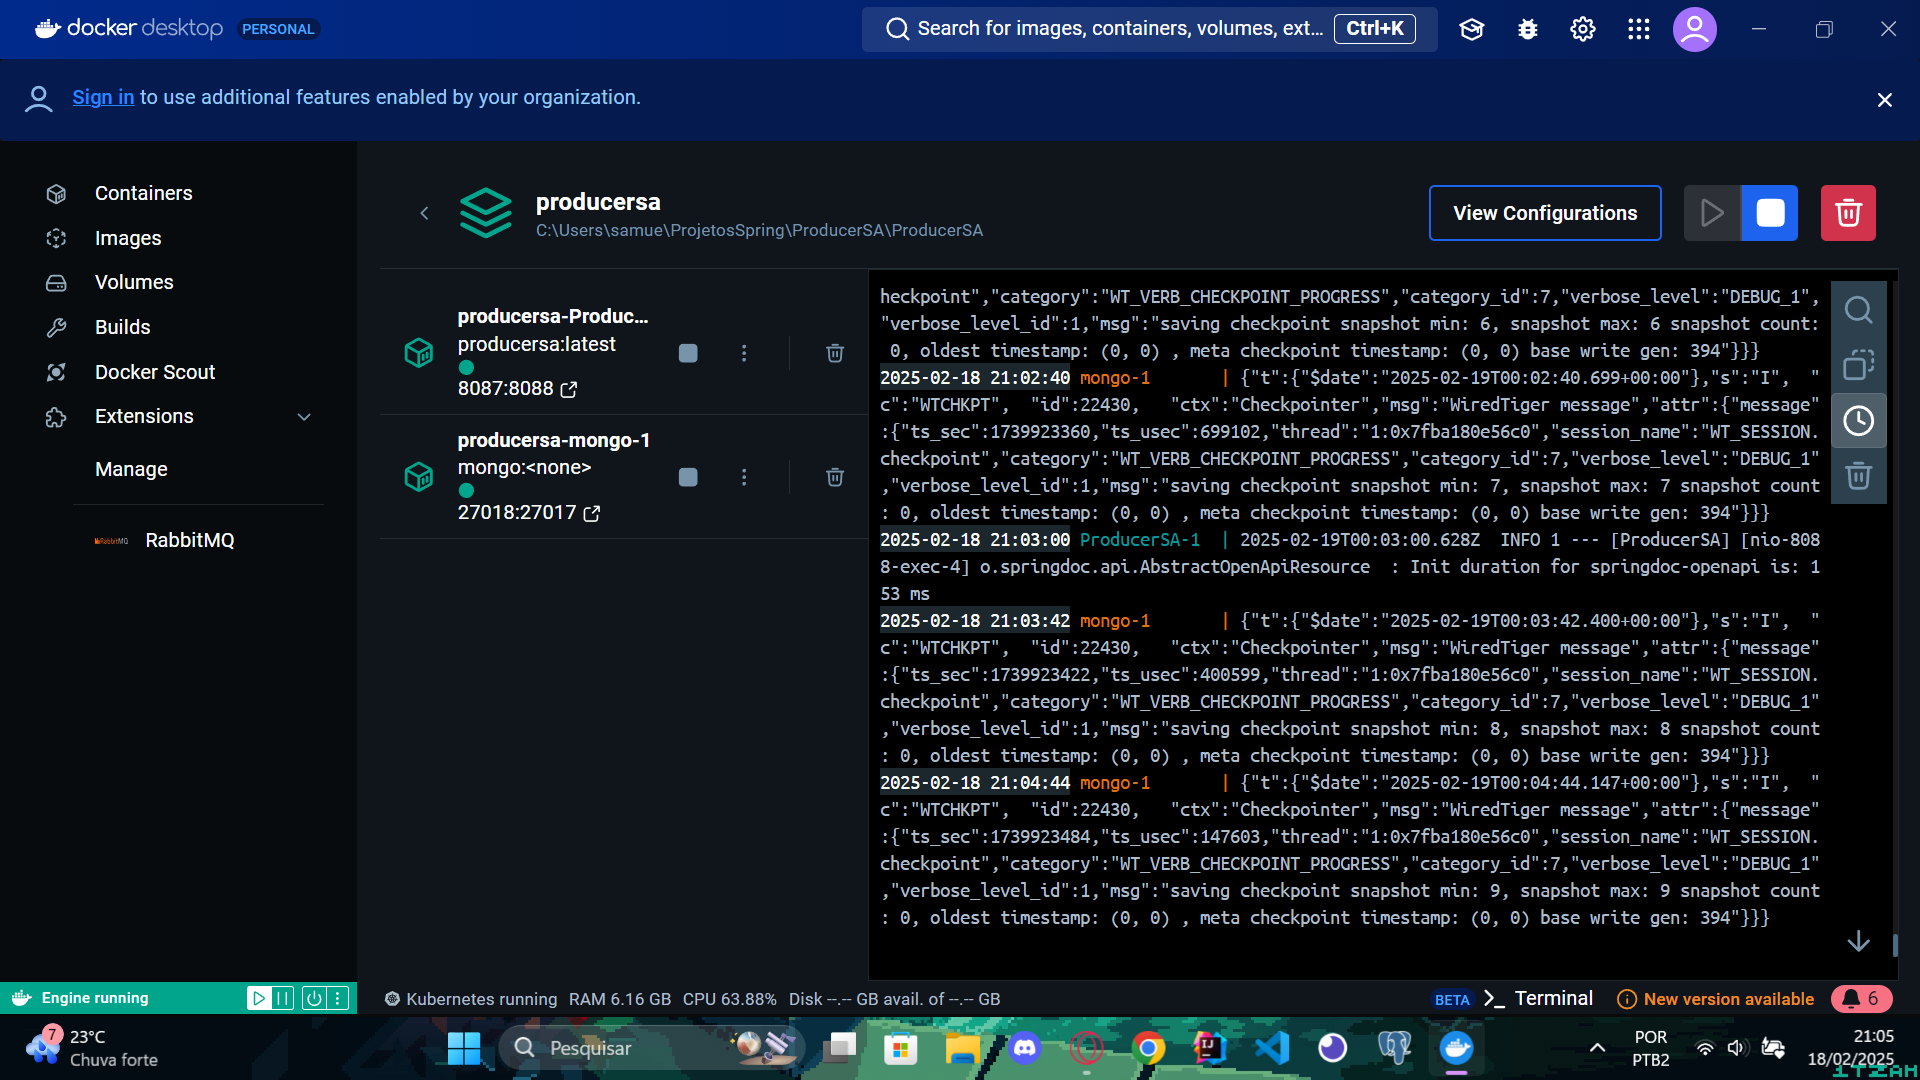 docker desktop PERSONAL
Search for images, containers, volumes, ext... Ctrl+K
Sign in to use additional features enabled by your organization.
Containers
Images
Volumes
Builds
Docker Scout
Extensions
Manage
RabbitMQ RabbitMQ
producersa
C:\Users\samue\ProjetosSpring\ProducerSA\ProducerSA
View Configurations
producersa-Produc...
producersa:latest
8087:8088
producersa-mongo-1
mongo:<none>
27018:27017
heckpoint","category":"WT_VERB_CHECKPOINT_PROGRESS","category_id":7,"verbose_level":"DEBUG_1",
"verbose_level_id":1,"msg":"saving checkpoint snapshot min: 6, snapshot max: 6 snapshot count:
0, oldest timestamp: (0, 0) , meta checkpoint timestamp: (0, 0) base write gen: 394"}}}
2025-02-18 21:02:40 mongo-1 | {"t":{"$date":"2025-02-19T00:02:40.699+00:00"},"s":"I", "
c":"WTCHKPT", "id":22430, "ctx":"Checkpointer","msg":"WiredTiger message","attr":{"message"
:{"ts_sec":1739923360,"ts_usec":699102,"thread":"1:0x7fba180e56c0","session_name":"WT_SESSION.
checkpoint","category":"WT_VERB_CHECKPOINT_PROGRESS","category_id":7,"verbose_level":"DEBUG_1"
,"verbose_level_id":1,"msg":"saving checkpoint snapshot min: 7, snapshot max: 7 snapshot count
: 0, oldest timestamp: (0, 0) , meta checkpoint timestamp: (0, 0) base write gen: 394"}}}
2025-02-18 21:03:00 ProducerSA-1 | 2025-02-19T00:03:00.628Z INFO 1 --- [ProducerSA] [nio-808
8-exec-4] o.springdoc.api.AbstractOpenApiResource : Init duration for springdoc-openapi is: 1
53 ms
2025-02-18 21:03:42 mongo-1 | {"t":{"$date":"2025-02-19T00:03:42.400+00:00"},"s":"I", "
c":"WTCHKPT", "id":22430, "ctx":"Checkpointer","msg":"WiredTiger message","attr":{"message"
:{"ts_sec":1739923422,"ts_usec":400599,"thread":"1:0x7fba180e56c0","session_name":"WT_SESSION.
checkpoint","category":"WT_VERB_CHECKPOINT_PROGRESS","category_id":7,"verbose_level":"DEBUG_1"
,"verbose_level_id":1,"msg":"saving checkpoint snapshot min: 8, snapshot max: 8 snapshot count
: 0, oldest timestamp: (0, 0) , meta checkpoint timestamp: (0, 0) base write gen: 394"}}}
2025-02-18 21:04:44 mongo-1 | {"t":{"$date":"2025-02-19T00:04:44.147+00:00"},"s":"I", "
c":"WTCHKPT", "id":22430, "ctx":"Checkpointer","msg":"WiredTiger message","attr":{"message"
:{"ts_sec":1739923484,"ts_usec":147603,"thread":"1:0x7fba180e56c0","session_name":"WT_SESSION.
checkpoint","category":"WT_VERB_CHECKPOINT_PROGRESS","category_id":7,"verbose_level":"DEBUG_1"
,"verbose_level_id":1,"msg":"saving checkpoint snapshot min: 9, snapshot max: 9 snapshot count
: 0, oldest timestamp: (0, 0) , meta checkpoint timestamp: (0, 0) base write gen: 394"}}}
Engine running
Kubernetes running RAM 6.16 GB CPU 63.88% Disk --.-- GB avail. of --.-- GB
BETA Terminal New version available 6
7 23°C
Chuva forte
Pesquisar
IJ
POR
PTB2
21:05
18/02/2025